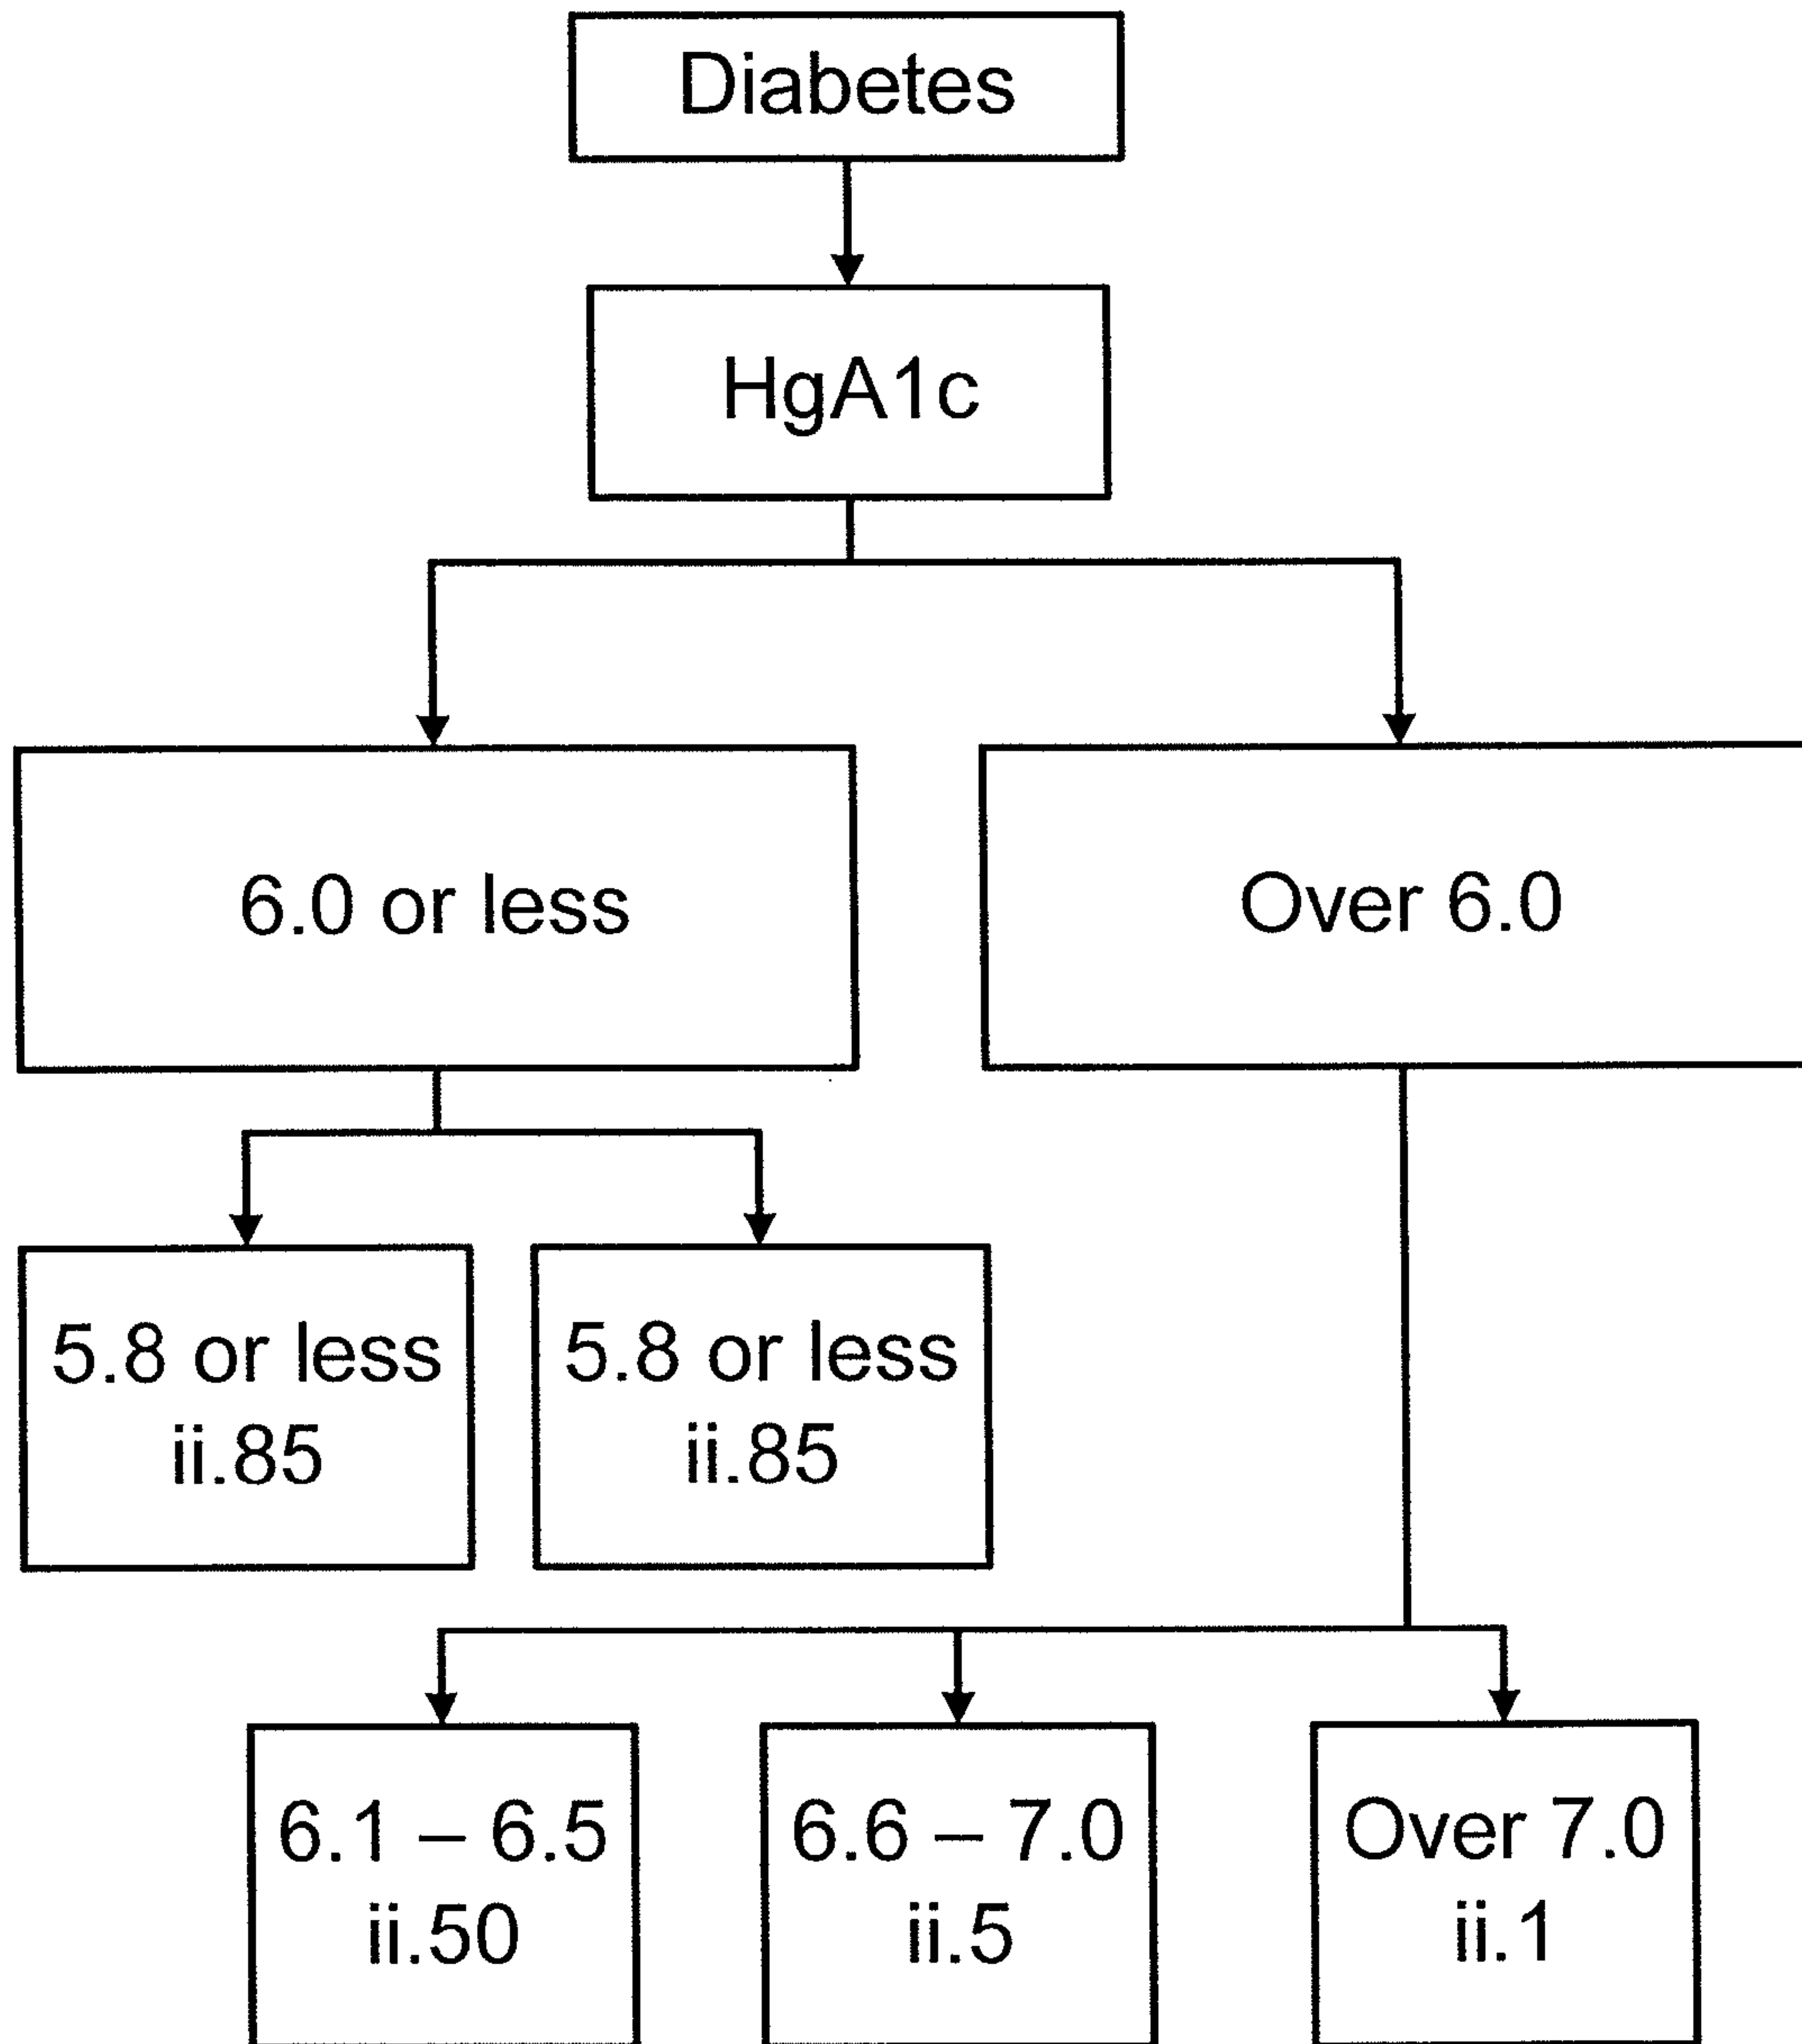 Diabetes
HgA1c
6.0 or less
Over 6.0
5.8 or less
ii.85
5.8 or less
ii.85
6.1 – 6.5
ii.50
6.6 – 7.0
ii.5
Over 7.0
ii.1